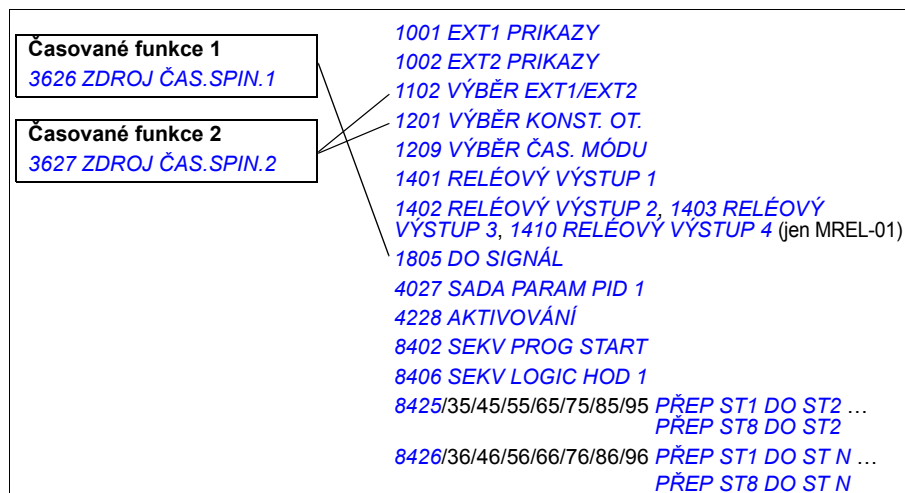 Časované funkce 1
3626 ZDROJ ČAS.SPIN.1
Časované funkce 2
3627 ZDROJ ČAS.SPIN.2
1001 EXT1 PRIKAZY
1002 EXT2 PRIKAZY
1102 VÝBĚR EXT1/EXT2
1201 VÝBĚR KONST. OT.
1209 VÝBĚR ČAS. MÓDU
1401 RELÉOVÝ VÝSTUP 1
1402 RELÉOVÝ VÝSTUP 2, 1403 RELÉOVÝ
VÝSTUP 3, 1410 RELÉOVÝ VÝSTUP 4 (jen MREL-01)
1805 DO SIGNÁL
4027 SADA PARAM PID 1
4228 AKTIVOVÁNÍ
8402 SEKV PROG START
8406 SEKV LOGIC HOD 1
8425/35/45/55/65/75/85/95 PŘEP ST1 DO ST2 …
PŘEP ST8 DO ST2
8426/36/46/56/66/76/86/96 PŘEP ST1 DO ST N …
PŘEP ST8 DO ST N